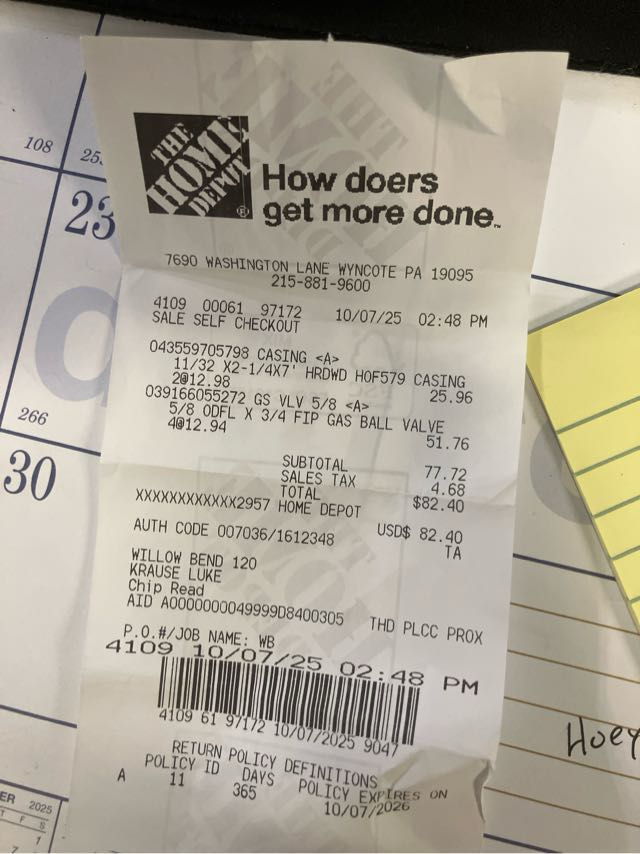 THE
HOME
DEPOT
®
How doers
get more done™
7690 WASHINGTON LANE WYNCOTE PA 19095
215-881-9600
4109 00061 97172 10/07/25 02:48 PM
SALE SELF CHECKOUT
043559705798 CASING <A>
11/32 X2-1/4X7' HRDWD HOF579 CASING
2@12.98 25.96
039166055272 GS VLV 5/8 <A>
5/8 ODFL X 3/4 FIP GAS BALL VALVE
4@12.94 51.76
SUBTOTAL 77.72
SALES TAX 4.68
TOTAL $82.40
XXXXXXXXXXXX2957 HOME DEPOT
USD$ 82.40
AUTH CODE 007036/1612348 TA
WILLOW BEND 120
KRAUSE LUKE
Chip Read
AID A0000000049999D8400305 THD PLCC PROX
P.O.#/JOB NAME: WB
4109 10/07/25 02:48 PM
4109 61 97172 10/07/2025 9047
RETURN POLICY DEFINITIONS
POLICY ID DAYS POLICY EXPIRES ON
A 11 365 10/07/2026
108
23
266
30
2025
T F S
Huey